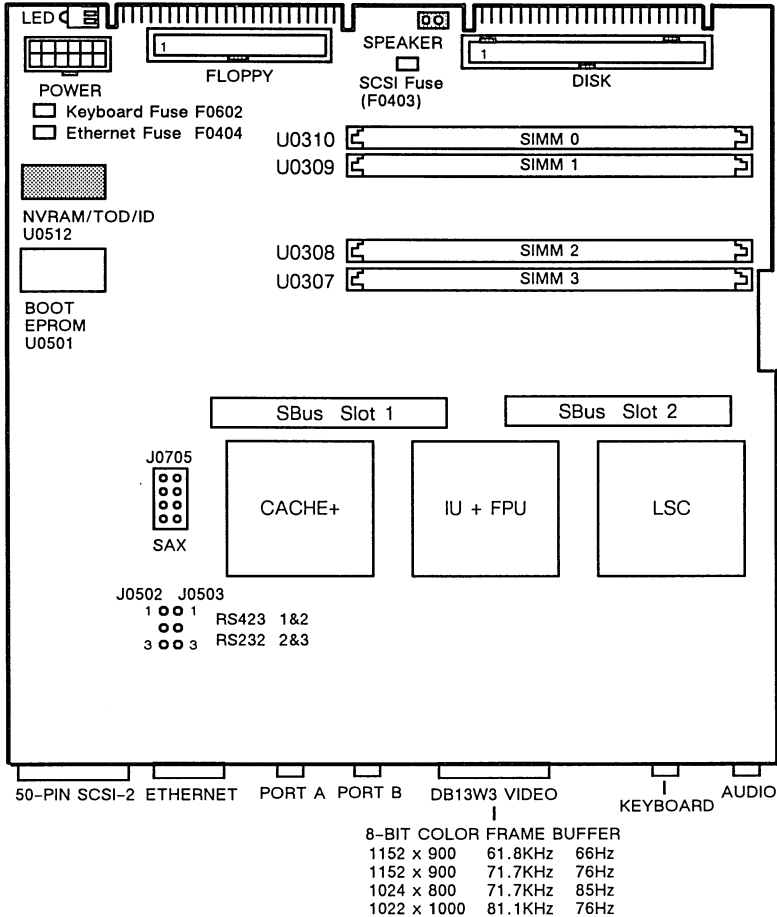 LED
SPEAKER
1
FLOPPY
1
DISK
POWER
SCSI Fuse
(F0403)
Keyboard Fuse F0602
Ethernet Fuse F0404
U0310 SIMM 0
U0309 SIMM 1
NVRAM/TOD/ID
U0512
U0308 SIMM 2
U0307 SIMM 3
BOOT
EPROM
U0501
SBus Slot 1
SBus Slot 2
J0705
SAX
CACHE+
IU + FPU
LSC
J0502 J0503
1 1
RS423 1&2
RS232 2&3
3 3
50-PIN SCSI-2
ETHERNET
PORT A
PORT B
DB13W3 VIDEO
KEYBOARD
AUDIO
8-BIT COLOR FRAME BUFFER
1152 x 900 61.8KHz 66Hz
1152 x 900 71.7KHz 76Hz
1024 x 800 71.7KHz 85Hz
1022 x 1000 81.1KHz 76Hz